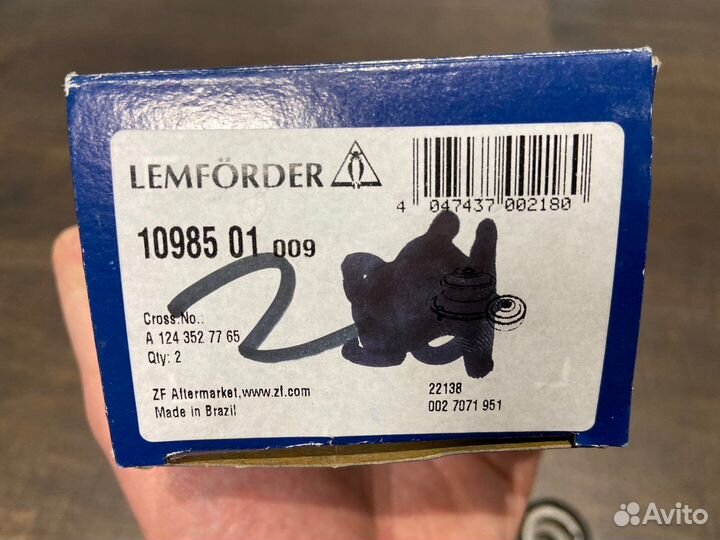 LEMFÖRDER
4 047437 002180
10985 01 009
Cross.No.:
A 124 352 77 65
Qty: 2
ZF Aftermarket,www.zf.com
Made in Brazil
22138
002 7071 951
Avito